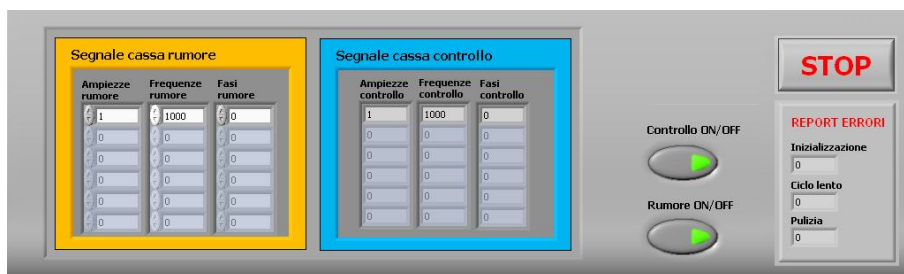 Segnale cassa rumore
Ampiezze rumore
Frequenze rumore
Fasi rumore
1 1000 0
0 0 0
0 0 0
0 0 0
0 0 0
0 0 0
Segnale cassa controllo
Ampiezze controllo
Frequenze controllo
Fasi controllo
1 1000 0
0 0 0
0 0 0
0 0 0
0 0 0
0 0 0
Controllo ON/OFF
Rumore ON/OFF
STOP
REPORT ERRORI
Inizializzazione
0
Ciclo lento
0
Pulizia
0